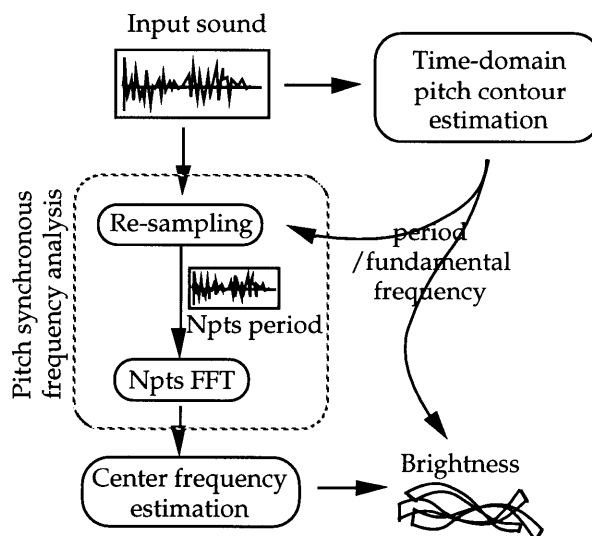 Input sound
Time-domain
pitch contour
estimation
Pitch synchronous
frequency analysis
Re-sampling
period
/fundamental
frequency
Npts period
Npts FFT
Center frequency
estimation
Brightness